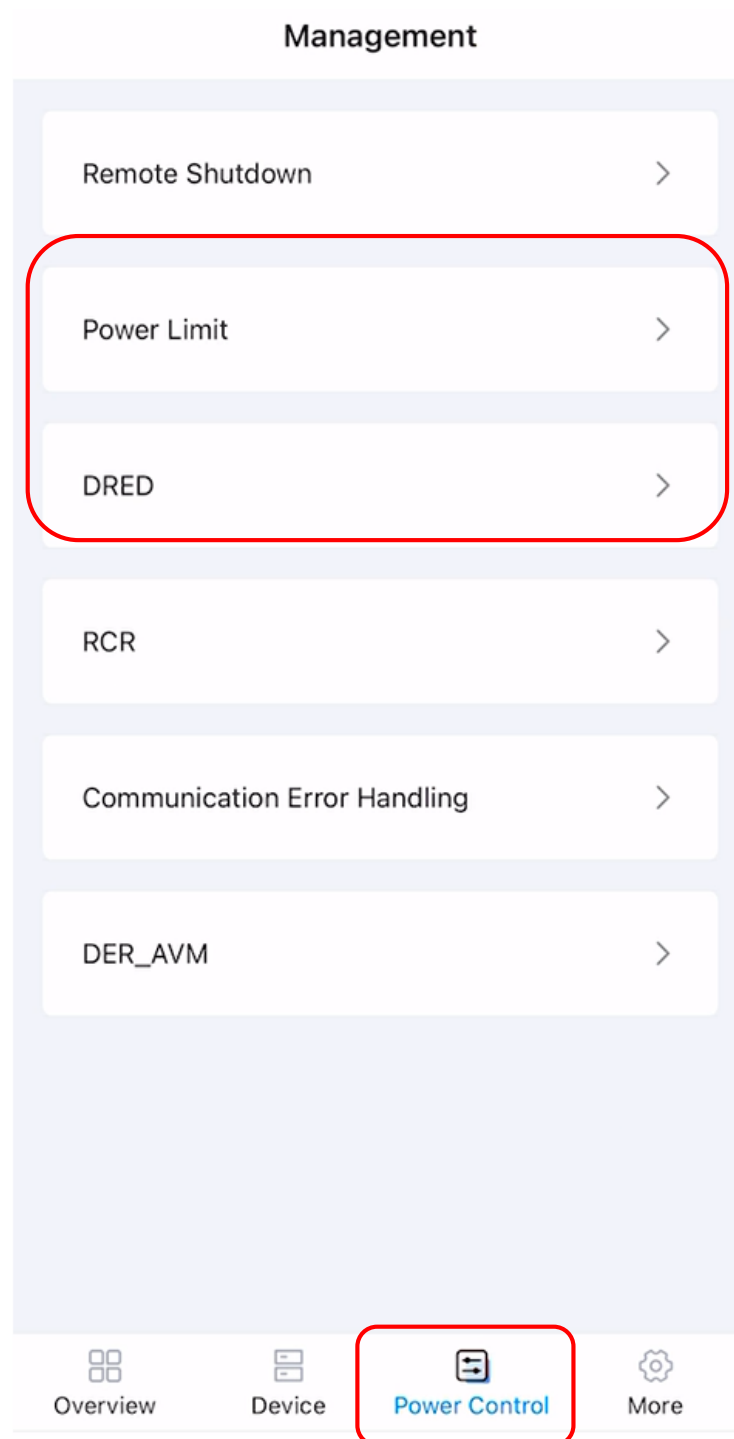 Management
Remote Shutdown
Power Limit
DRED
RCR
Communication Error Handling
DER_AVM
Overview
Device
Power Control
More